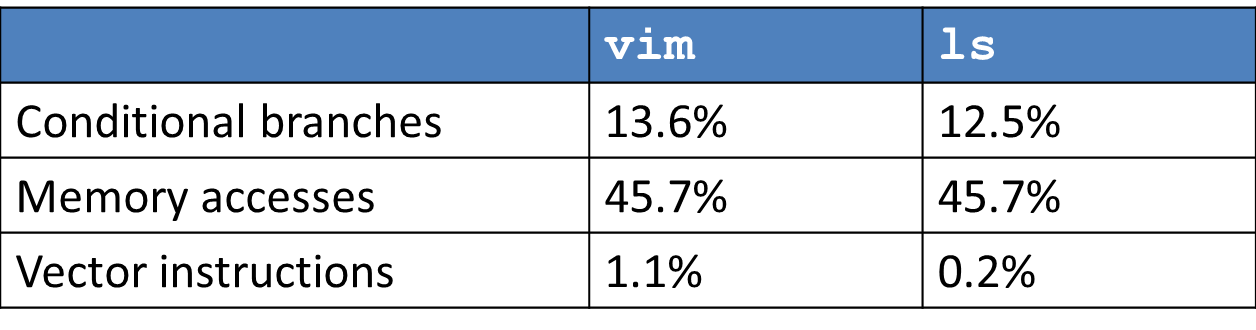 vim ls
Conditional branches 13.6% 12.5%
Memory accesses 45.7% 45.7%
Vector instructions 1.1% 0.2%